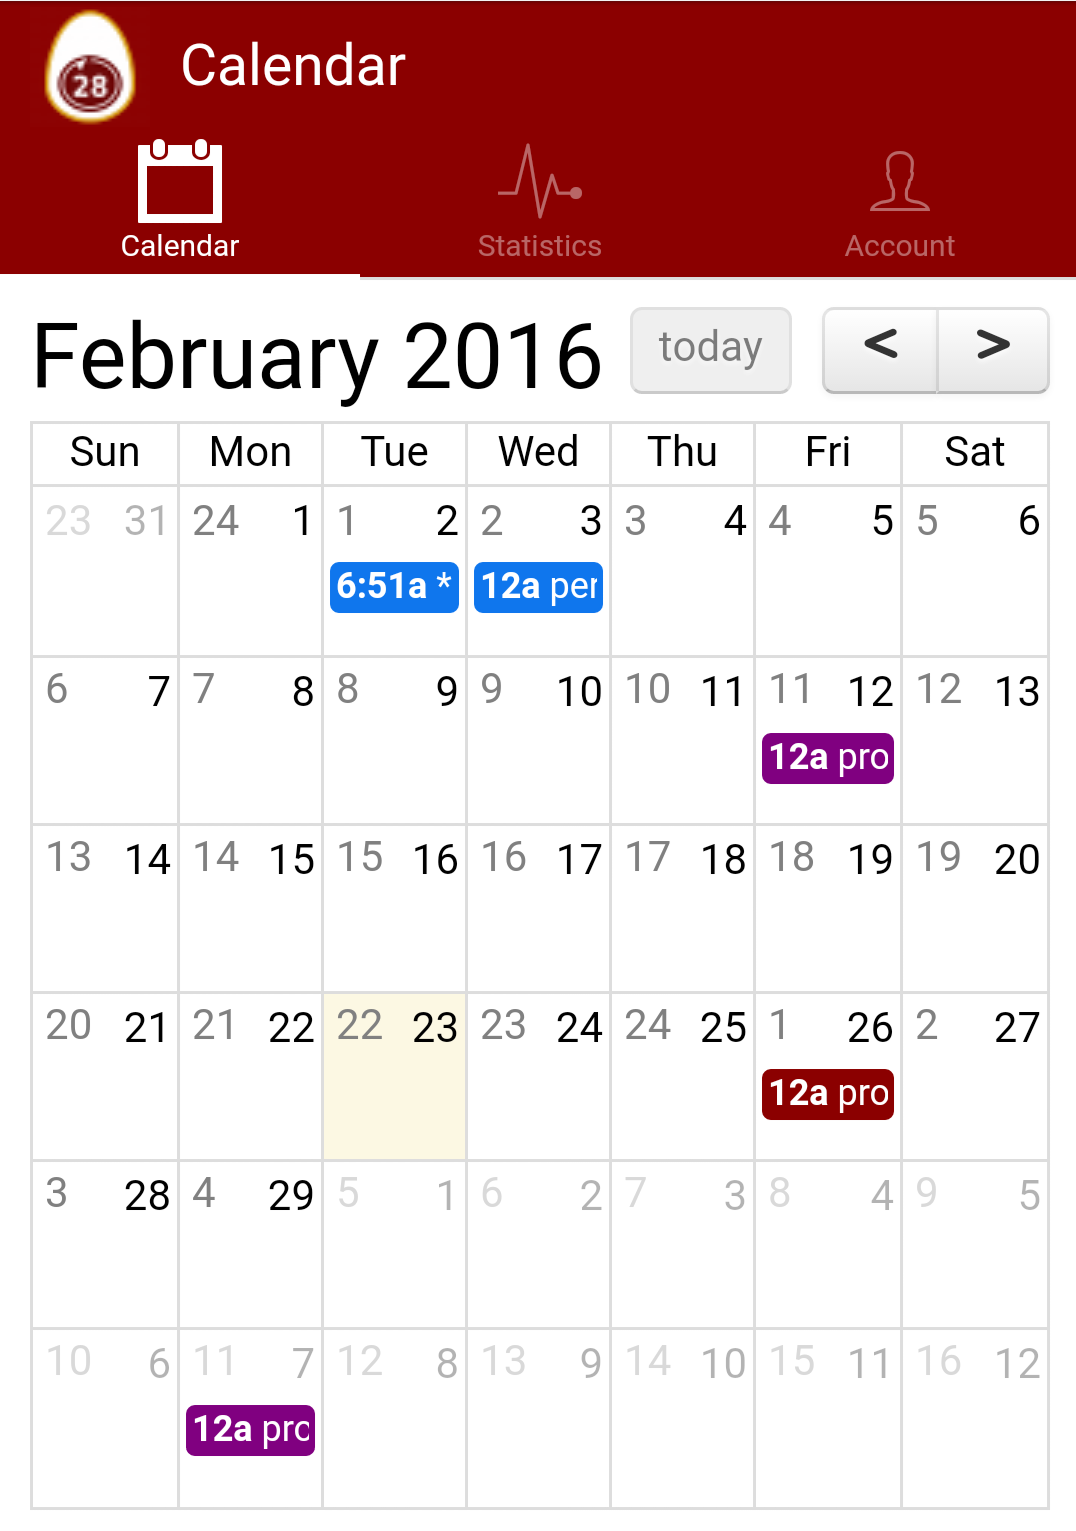 28
Calendar
Calendar Statistics Account
February 2016 today < >
Sun Mon Tue Wed Thu Fri Sat
23 31 24 1 1 2 2 3 3 4 4 5 5 6
6:51a * 12a per
6 7 7 8 8 9 9 10 10 11 11 12 12 13
12a pro
13 14 14 15 15 16 16 17 17 18 18 19 19 20
20 21 21 22 22 23 23 24 24 25 1 26 2 27
12a pro
3 28 4 29 5 1 6 2 7 3 8 4 9 5
10 6 11 7 12 8 13 9 14 10 15 11 16 12
12a pro